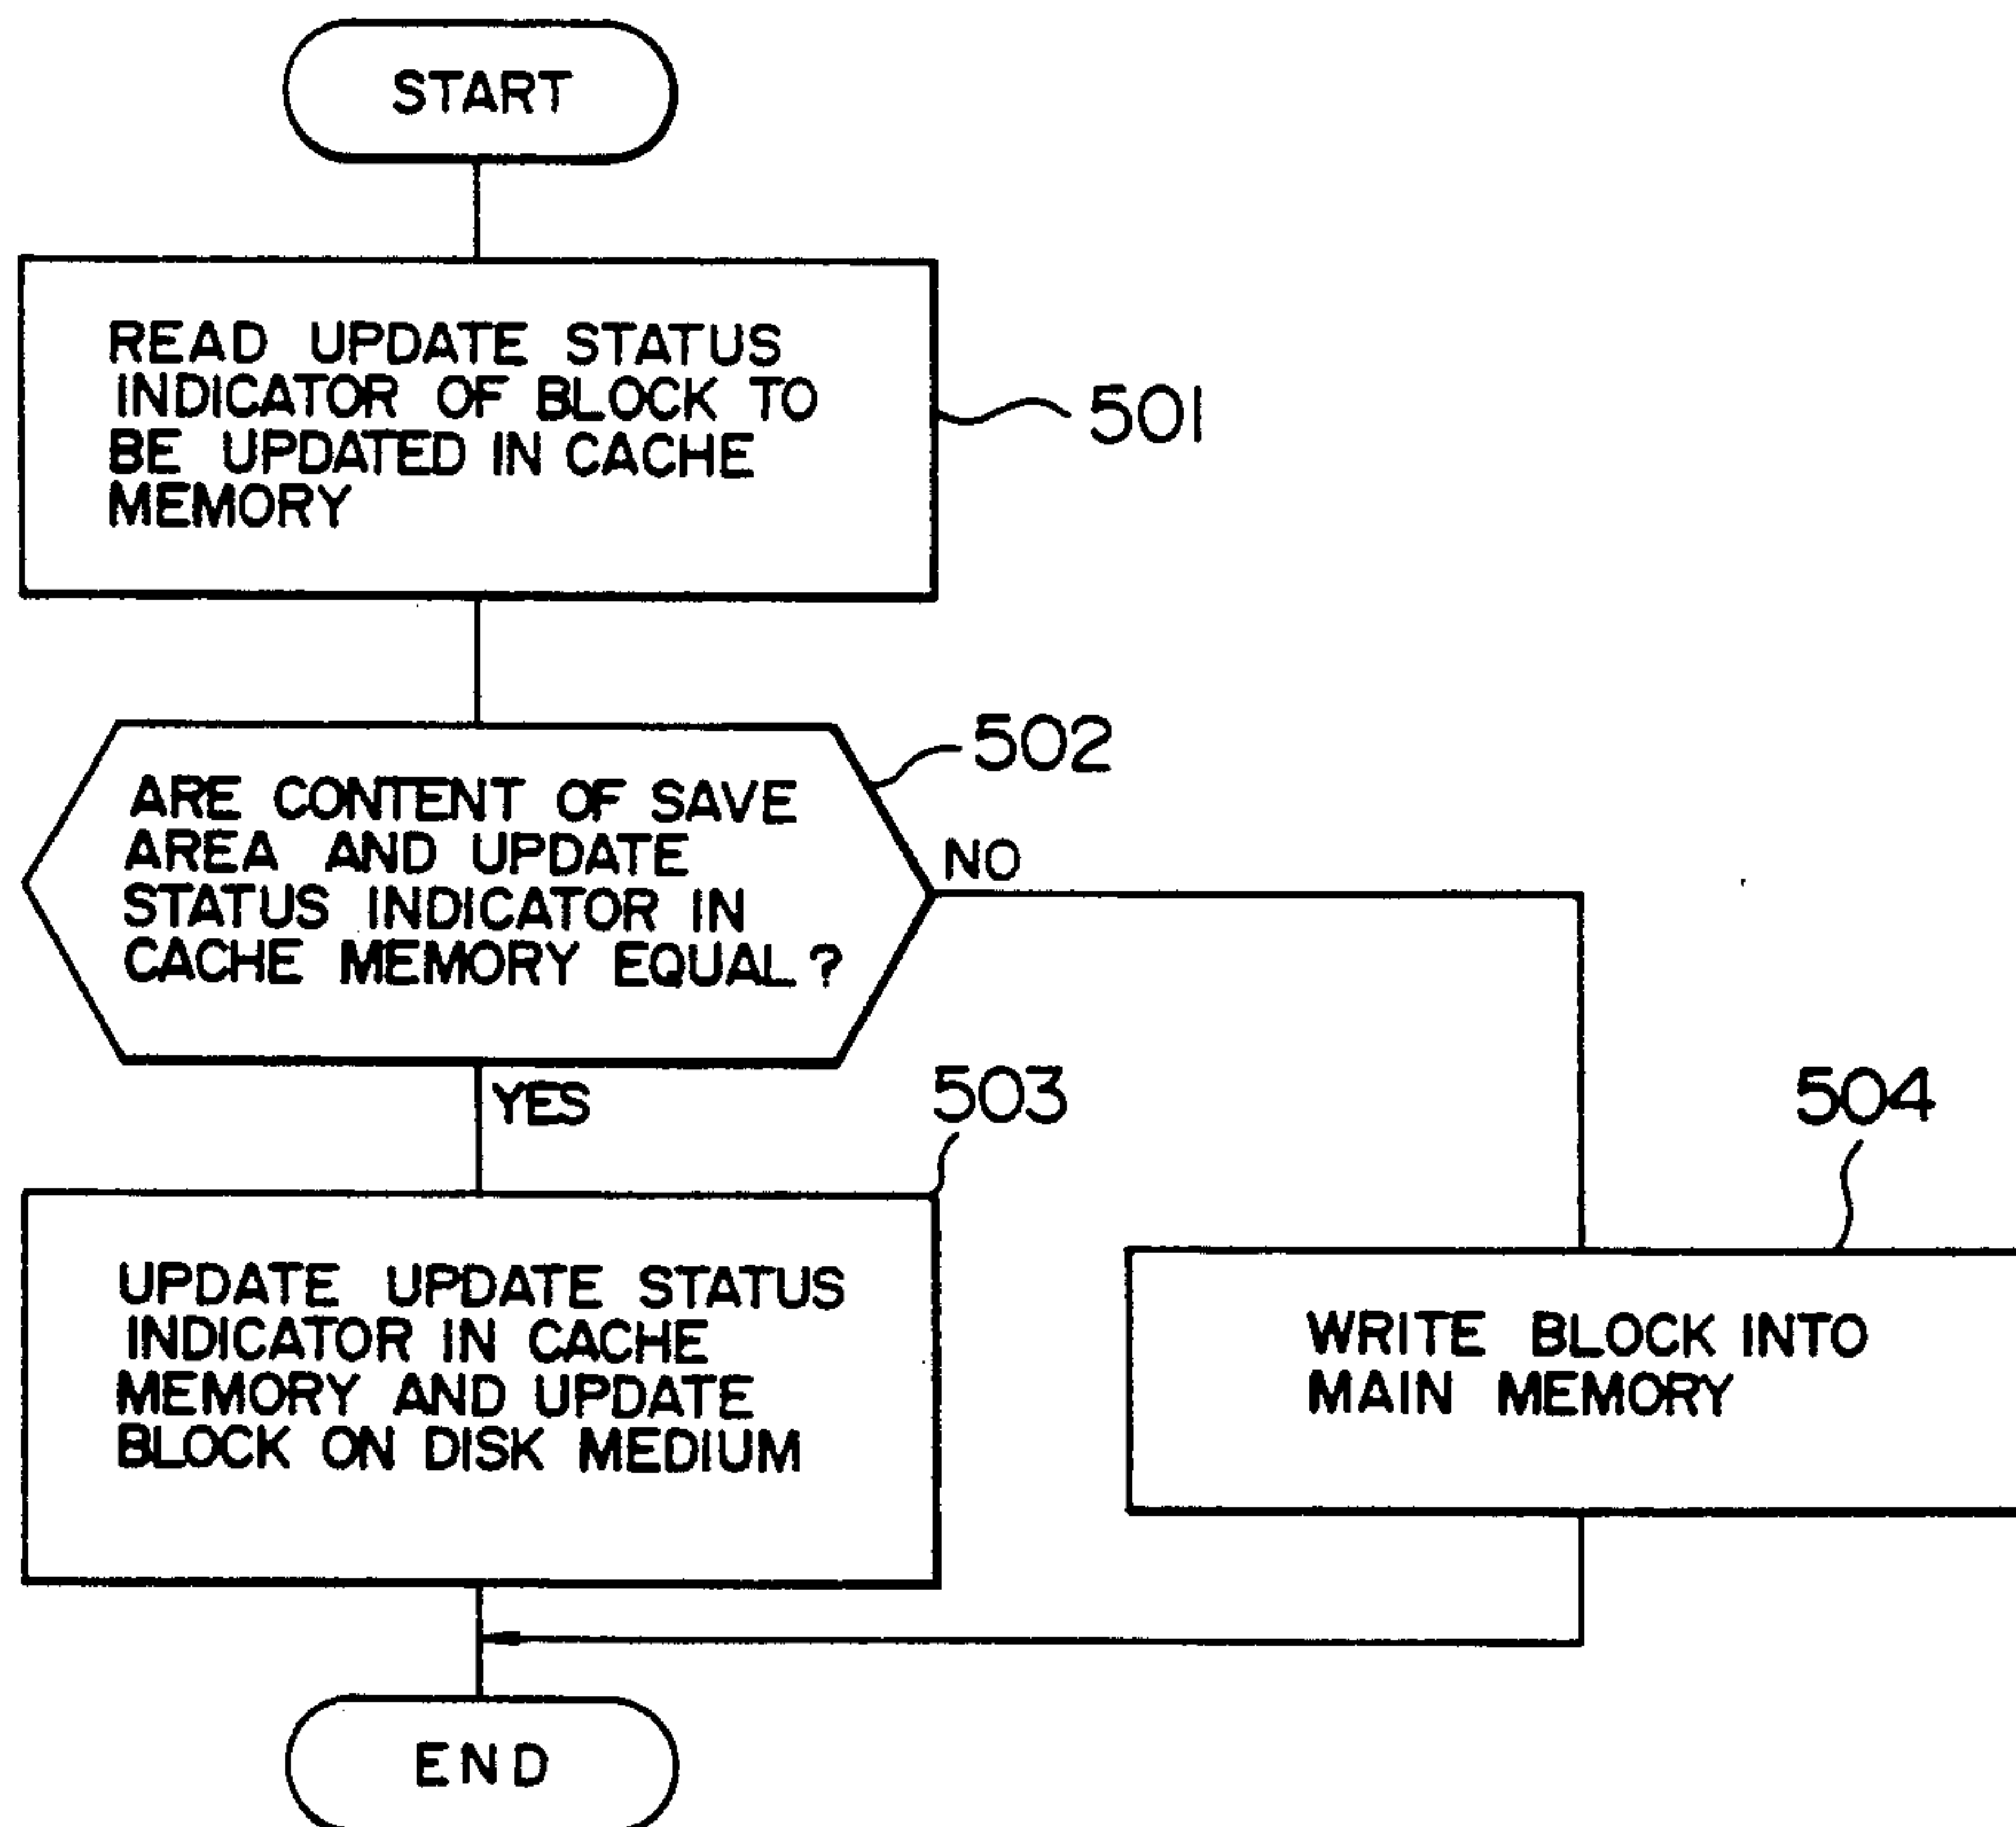 START
READ UPDATE STATUS
INDICATOR OF BLOCK TO
BE UPDATED IN CACHE
MEMORY
501
ARE CONTENT OF SAVE
AREA AND UPDATE
STATUS INDICATOR IN
CACHE MEMORY EQUAL?
502
NO
YES
503
UPDATE UPDATE STATUS
INDICATOR IN CACHE
MEMORY AND UPDATE
BLOCK ON DISK MEDIUM
504
WRITE BLOCK INTO
MAIN MEMORY
END